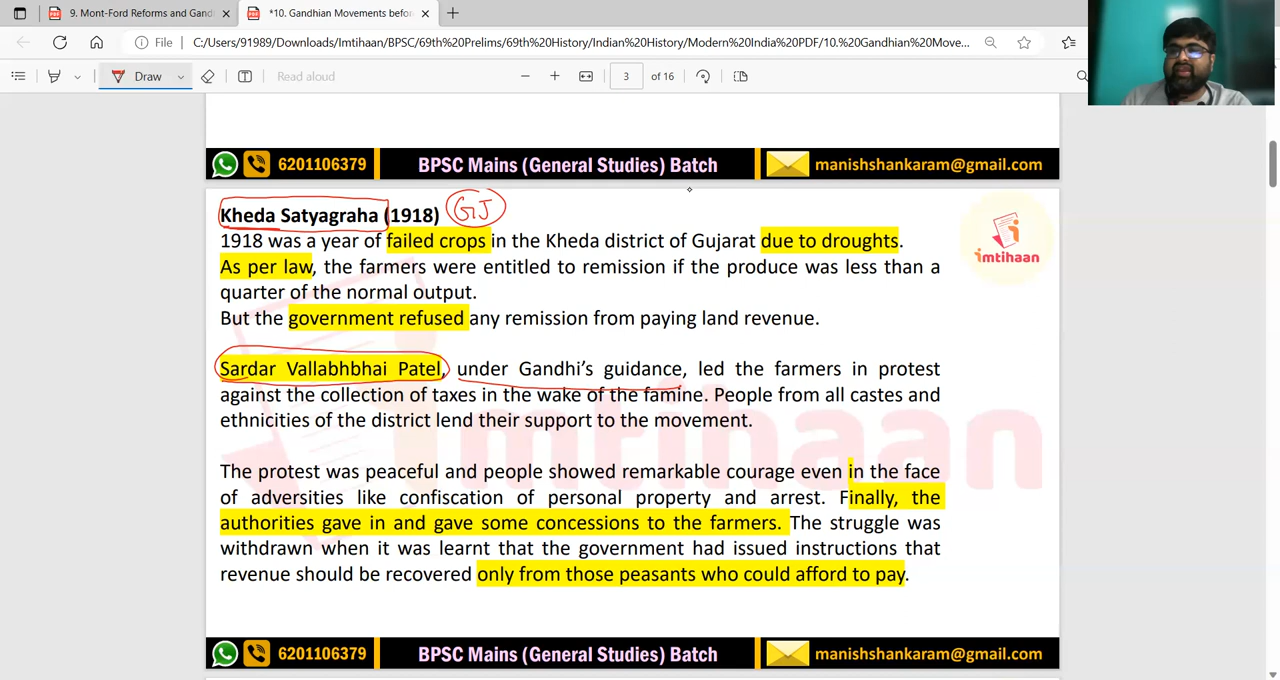 9. Mont-Ford Reforms and Gand
*10. Gandhian Movements befor
File
C:/Users/91989/Downloads/Imtihaan/BPSC/69th%20Prelims/69th%20History/Indian%20History/Modern%20India%20PDF/10.%20Gandhian%20Move...
Draw
Read aloud
3 of 16
6201106379 BPSC Mains (General Studies) Batch manishshankaram@gmail.com
Kheda Satyagraha (1918) GJ
1918 was a year of failed crops in the Kheda district of Gujarat due to droughts.
As per law, the farmers were entitled to remission if the produce was less than a
quarter of the normal output.
But the government refused any remission from paying land revenue.
imtihaan
Sardar Vallabhbhai Patel, under Gandhi's guidance, led the farmers in protest
against the collection of taxes in the wake of the famine. People from all castes and
ethnicities of the district lend their support to the movement.
imtihaan
The protest was peaceful and people showed remarkable courage even in the face
of adversities like confiscation of personal property and arrest. Finally, the
authorities gave in and gave some concessions to the farmers. The struggle was
withdrawn when it was learnt that the government had issued instructions that
revenue should be recovered only from those peasants who could afford to pay.
6201106379 BPSC Mains (General Studies) Batch manishshankaram@gmail.com